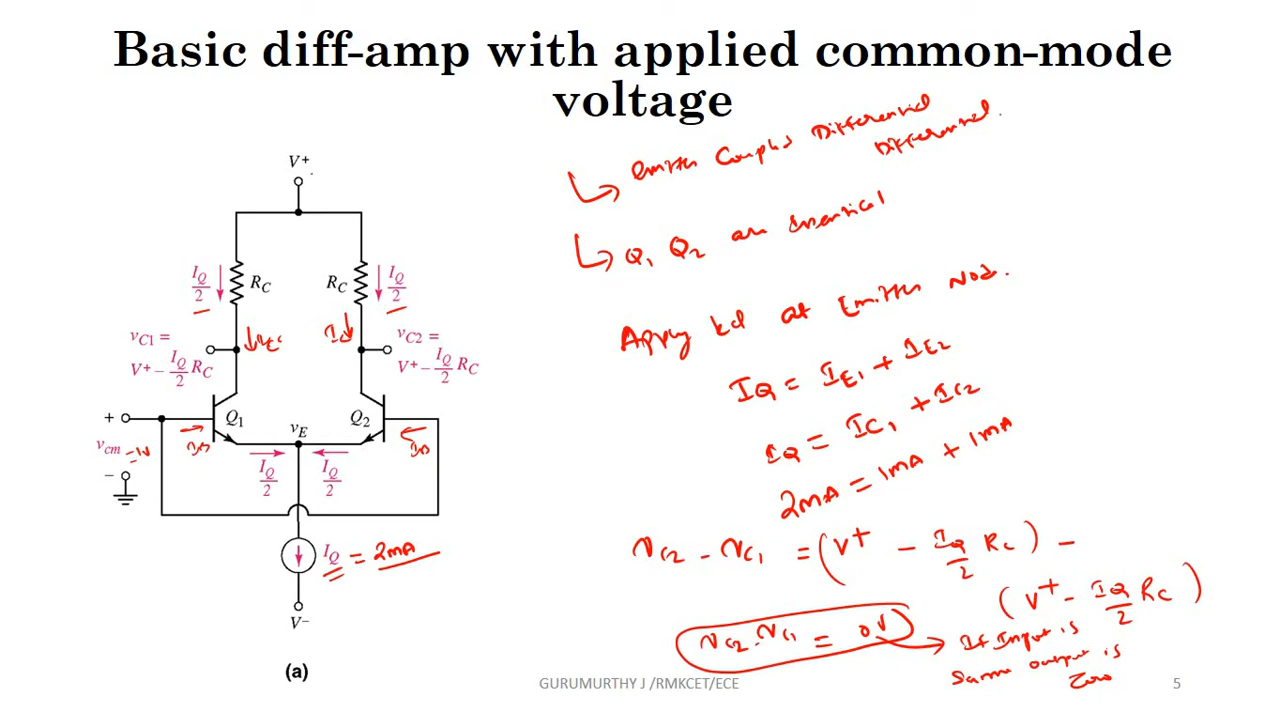 Basic diff-amp with applied common-mode
voltage
Emitter Coupled Differential
Differential
Q1, Q2 are identical
Apply kcl at Emitter Node.
IQ = IE1 + IE2
IQ = IC1 + IC2
2mA = 1mA + 1mA
vC2 - vC1 = (V+ - IQ/2 RC) -
(V+ - IQ/2 RC)
vC2 - vC1 = 0V
If Input is
Same output is
Zero
V+
IQ/2
RC
RC
IQ/2
vC1 =
V+ - IQ/2 RC
vC2 =
V+ - IQ/2 RC
Q1
Q2
+
vcm
–
vE
IQ/2
IQ/2
IQ = 2mA
V–
(a)
GURUMURTHY J /RMKCET/ECE
5